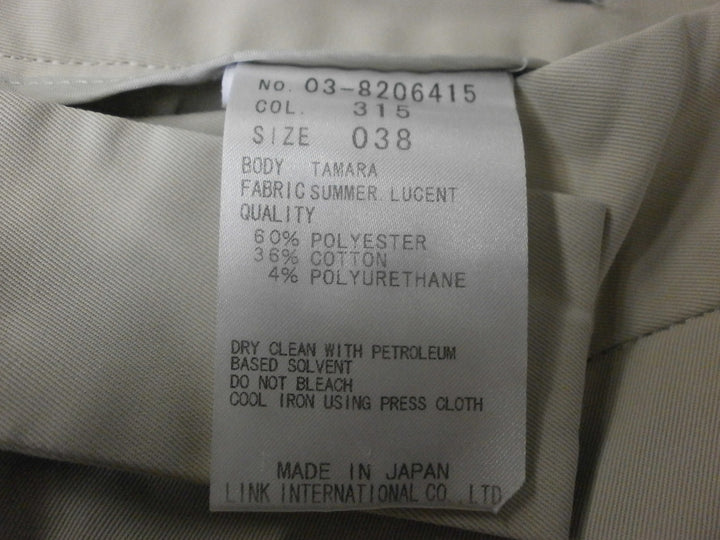 NO. 03-8206415
COL. 315
SIZE 038
BODY TAMARA
FABRIC SUMMER. LUCENT
QUALITY
60% POLYESTER
36% COTTON
4% POLYURETHANE
DRY CLEAN WITH PETROLEUM
BASED SOLVENT
DO NOT BLEACH
COOL IRON USING PRESS CLOTH
MADE IN JAPAN
LINK INTERNATIONAL CO., LTD